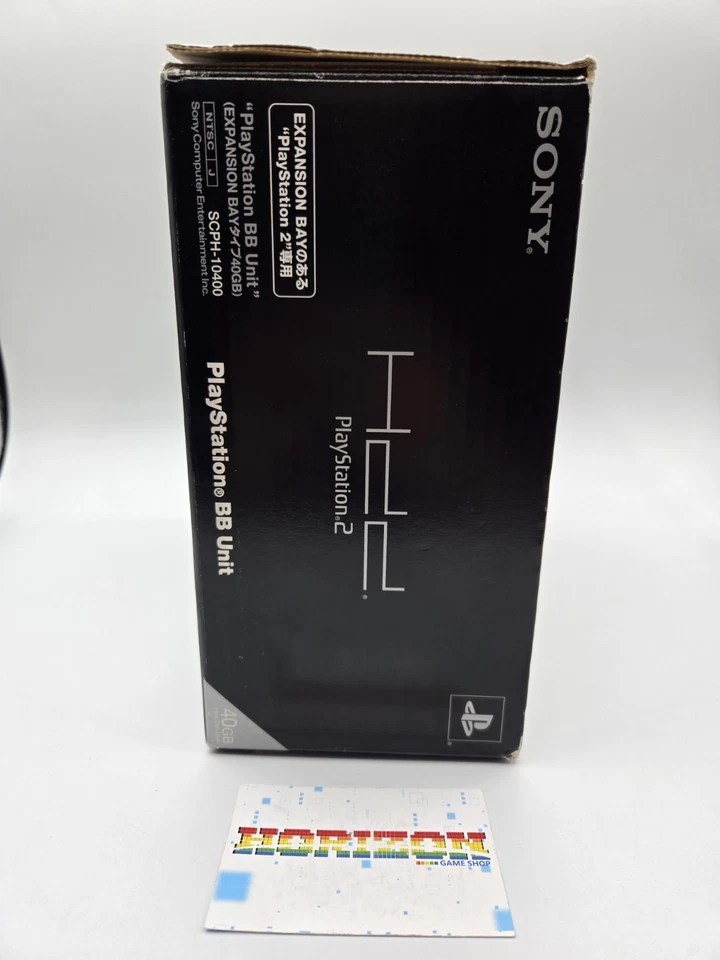 SONY®
EXPANSION BAYのある
"PlayStation 2"専用
"PlayStation BB Unit"
(EXPANSION BAYタイプ40GB)
NTSC J
SCPH-10400
Sony Computer Entertainment Inc.
Hdd®
PlayStation®2
PlayStation® BB Unit
40GB
HORIZON
GAME SHOP